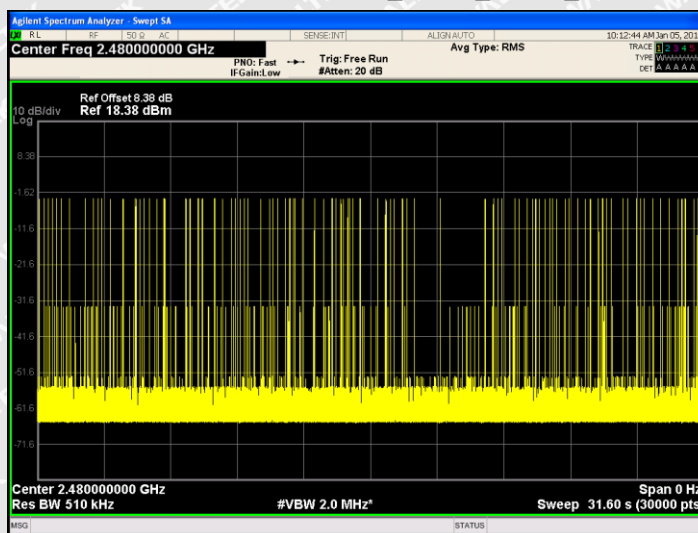 Agilent Spectrum Analyzer - Swept SA
RL RF 50 Ω AC SENSE:INT ALIGN AUTO 10:12:44 AM Jan 05, 201
Center Freq 2.480000000 GHz Avg Type: RMS TRACE 1 2 3 4 5
PNO: Fast Trig: Free Run TYPE
IFGain:Low #Atten: 20 dB DET A A A A A
Ref Offset 8.38 dB
10 dB/div Ref 18.38 dBm
Log
8.38
-1.62
-11.6
-21.6
-31.6
-41.6
-51.6
-61.6
-71.6
Center 2.480000000 GHz Span 0 Hz
Res BW 510 kHz #VBW 2.0 MHz* Sweep 31.60 s (30000 pts
MSG STATUS